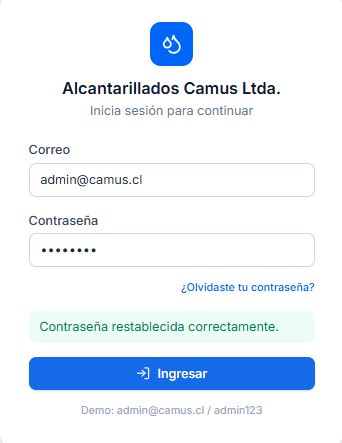 Alcantarillados Camus Ltda.
Inicia sesión para continuar
Correo
admin@camus.cl
Contraseña
••••••••
¿Olvidaste tu contraseña?
Contraseña restablecida correctamente.
Ingresar
Demo: admin@camus.cl / admin123